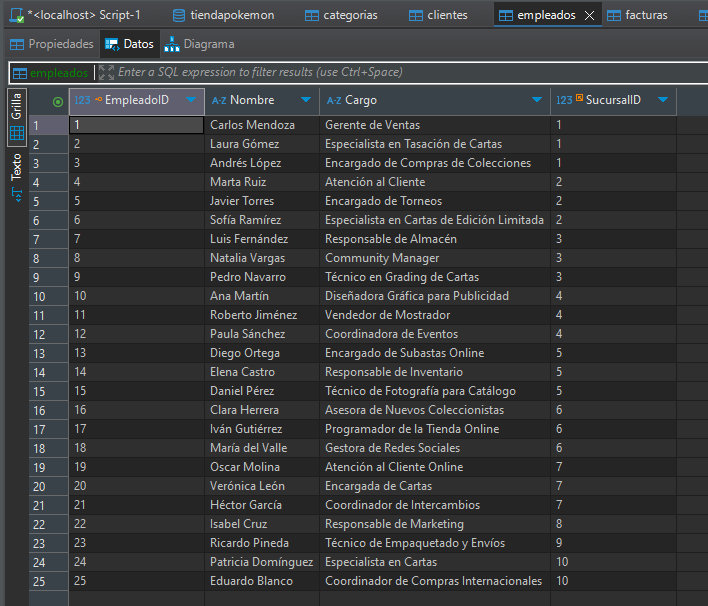 *<localhost> Script-1 tiendapokemon categorias clientes empleados facturas
Propiedades Datos Diagrama
empleados Enter a SQL expression to filter results (use Ctrl+Space)
Grilla
Texto
123 EmpleadoID A-Z Nombre A-Z Cargo 123 SucursalID
1 1 Carlos Mendoza Gerente de Ventas 1
2 2 Laura Gómez Especialista en Tasación de Cartas 1
3 3 Andrés López Encargado de Compras de Colecciones 1
4 4 Marta Ruiz Atención al Cliente 2
5 5 Javier Torres Encargado de Torneos 2
6 6 Sofía Ramírez Especialista en Cartas de Edición Limitada 2
7 7 Luis Fernández Responsable de Almacén 3
8 8 Natalia Vargas Community Manager 3
9 9 Pedro Navarro Técnico en Grading de Cartas 3
10 10 Ana Martín Diseñadora Gráfica para Publicidad 4
11 11 Roberto Jiménez Vendedor de Mostrador 4
12 12 Paula Sánchez Coordinadora de Eventos 4
13 13 Diego Ortega Encargado de Subastas Online 5
14 14 Elena Castro Responsable de Inventario 5
15 15 Daniel Pérez Técnico de Fotografía para Catálogo 5
16 16 Clara Herrera Asesora de Nuevos Coleccionistas 6
17 17 Iván Gutiérrez Programador de la Tienda Online 6
18 18 María del Valle Gestora de Redes Sociales 6
19 19 Oscar Molina Atención al Cliente Online 7
20 20 Verónica León Encargada de Cartas 7
21 21 Héctor García Coordinador de Intercambios 7
22 22 Isabel Cruz Responsable de Marketing 8
23 23 Ricardo Pineda Técnico de Empaquetado y Envíos 9
24 24 Patricia Domínguez Especialista en Cartas 10
25 25 Eduardo Blanco Coordinador de Compras Internacionales 10